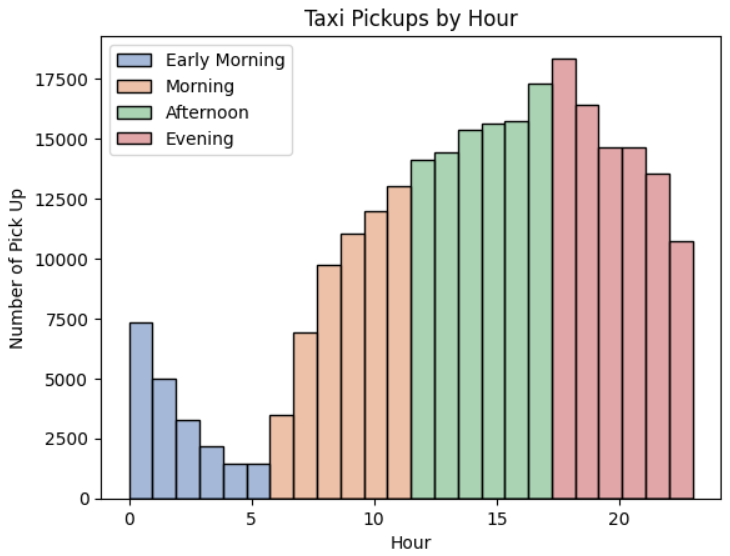 Taxi Pickups by Hour
Early Morning
Morning
Afternoon
Evening
17500
15000
12500
10000
7500
5000
2500
0
Number of Pick Up
0 5 10 15 20
Hour